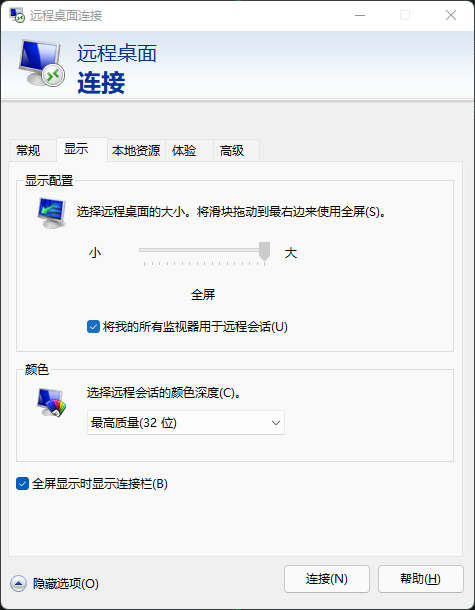 远程桌面连接
远程桌面
连接
常规 显示 本地资源 体验 高级
显示配置
选择远程桌面的大小。将滑块拖动到最右边来使用全屏(S)。
小 大
全屏
将我的所有监视器用于远程会话(U)
颜色
选择远程会话的颜色深度(C)。
最高质量(32 位)
全屏显示时显示连接栏(B)
隐藏选项(O) 连接(N) 帮助(H)